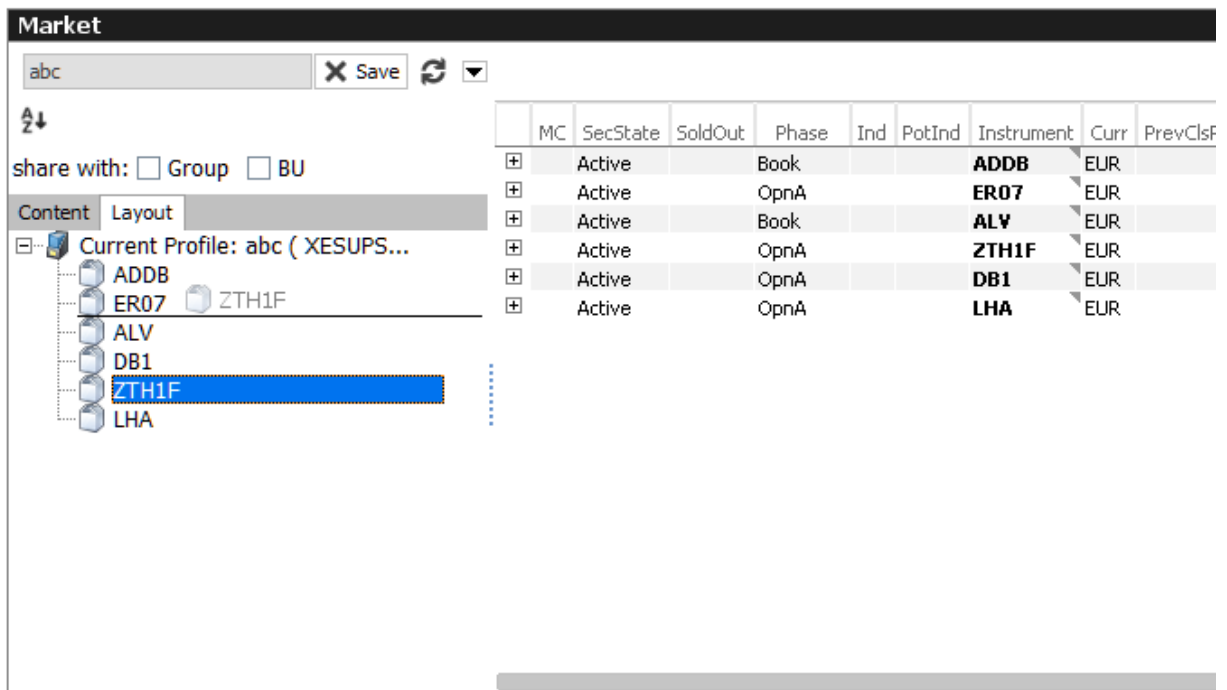 Market
abc Save
A
Z
share with: Group BU
Content Layout
Current Profile: abc ( XESUPS...
ADDB
ER07 ZTH1F
ALV
DB1
ZTH1F
LHA
MC SecState SoldOut Phase Ind PotInd Instrument Curr PrevClsP
Active Book ADDB EUR
Active OpnA ER07 EUR
Active Book ALV EUR
Active OpnA ZTH1F EUR
Active OpnA DB1 EUR
Active OpnA LHA EUR